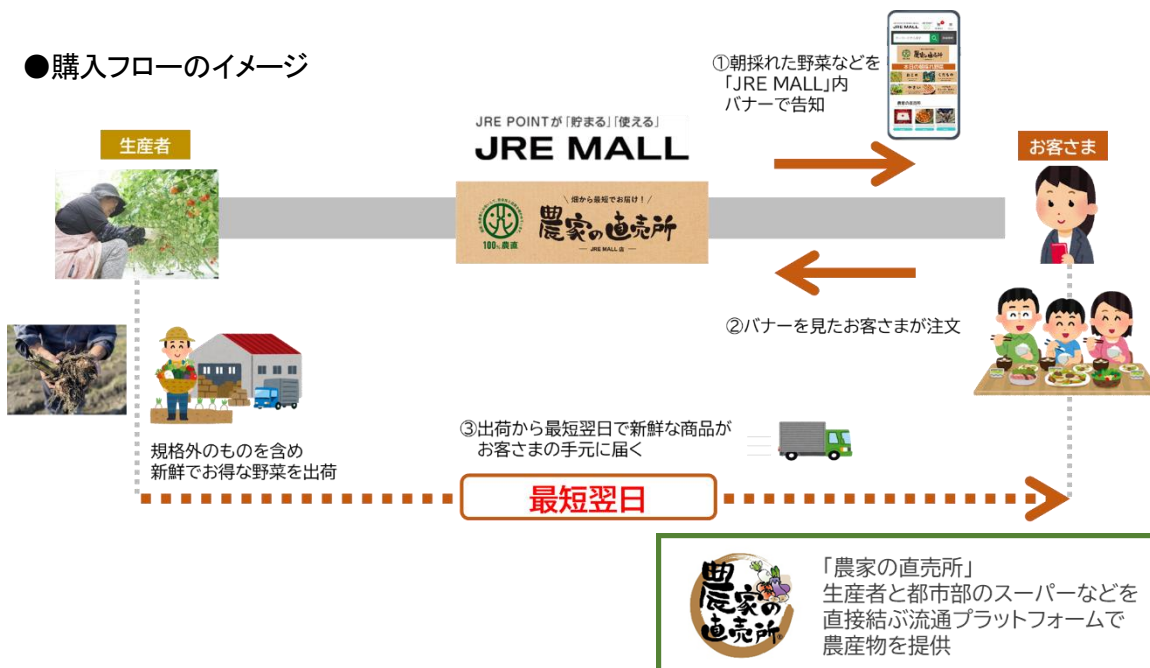 ●購入フローのイメージ
①朝採れた野菜などを
「JRE MALL」内
バナーで告知
JRE MALL
JRE POINTが「貯まる」「使える」
JRE MALL
生産者
お客さま
\ 畑から最短でお届け! /
農家の直売所
— JRE MALL店 —
100%農直
②バナーを見たお客さまが注文
規格外のものを含め
新鮮でお得な野菜を出荷
③出荷から最短翌日で新鮮な商品が
お客さまの手元に届く
最短翌日
農家の
直売所
「農家の直売所」
生産者と都市部のスーパーなどを
直接結ぶ流通プラットフォームで
農産物を提供